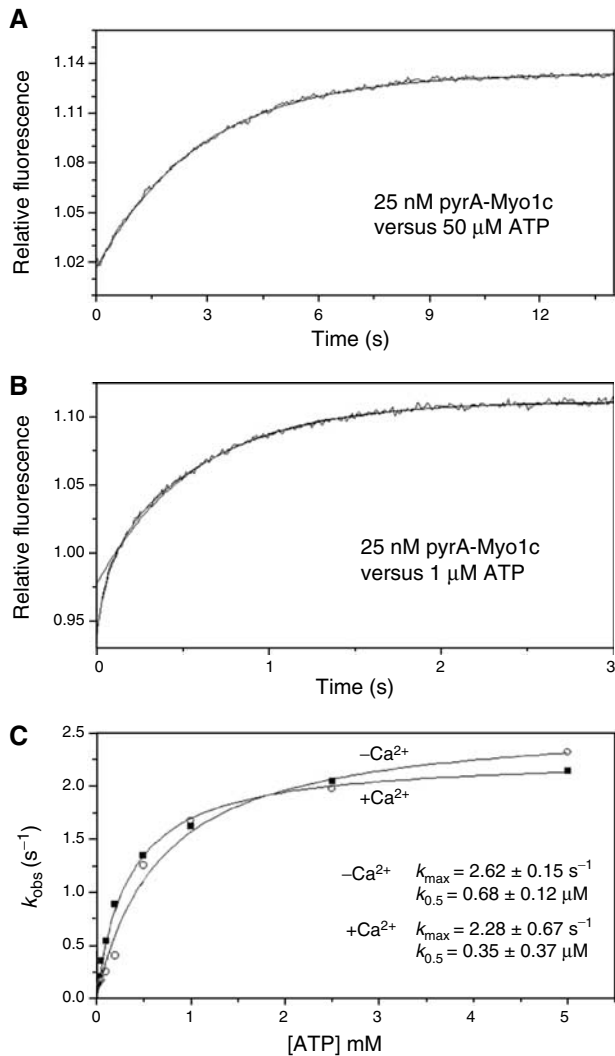 A
Relative fluorescence
1.14
1.11
1.08
1.05
1.02
25 nM pyrA-Myo1c
versus 50 μM ATP
0 3 6 9 12
Time (s)
B
Relative fluorescence
1.10
1.05
1.00
0.95
25 nM pyrA-Myo1c
versus 1 μM ATP
0 1 2 3
Time (s)
C
k_obs (s⁻¹)
2.5
2.0
1.5
1.0
0.5
0.0
−Ca²⁺
+Ca²⁺
−Ca²⁺ k_max = 2.62 ± 0.15 s⁻¹
k_0.5 = 0.68 ± 0.12 μM
+Ca²⁺ k_max = 2.28 ± 0.67 s⁻¹
k_0.5 = 0.35 ± 0.37 μM
0 1 2 3 4 5
[ATP] mM